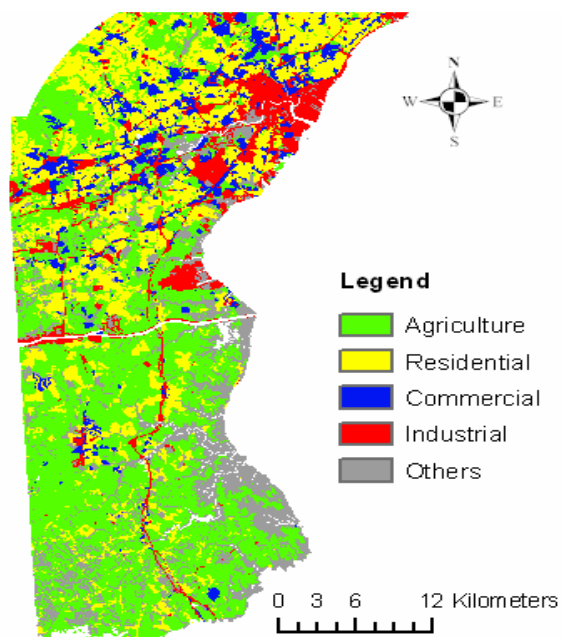 N
W E
S
Legend
Agriculture
Residential
Commercial
Industrial
Others
0 3 6 12 Kilometers